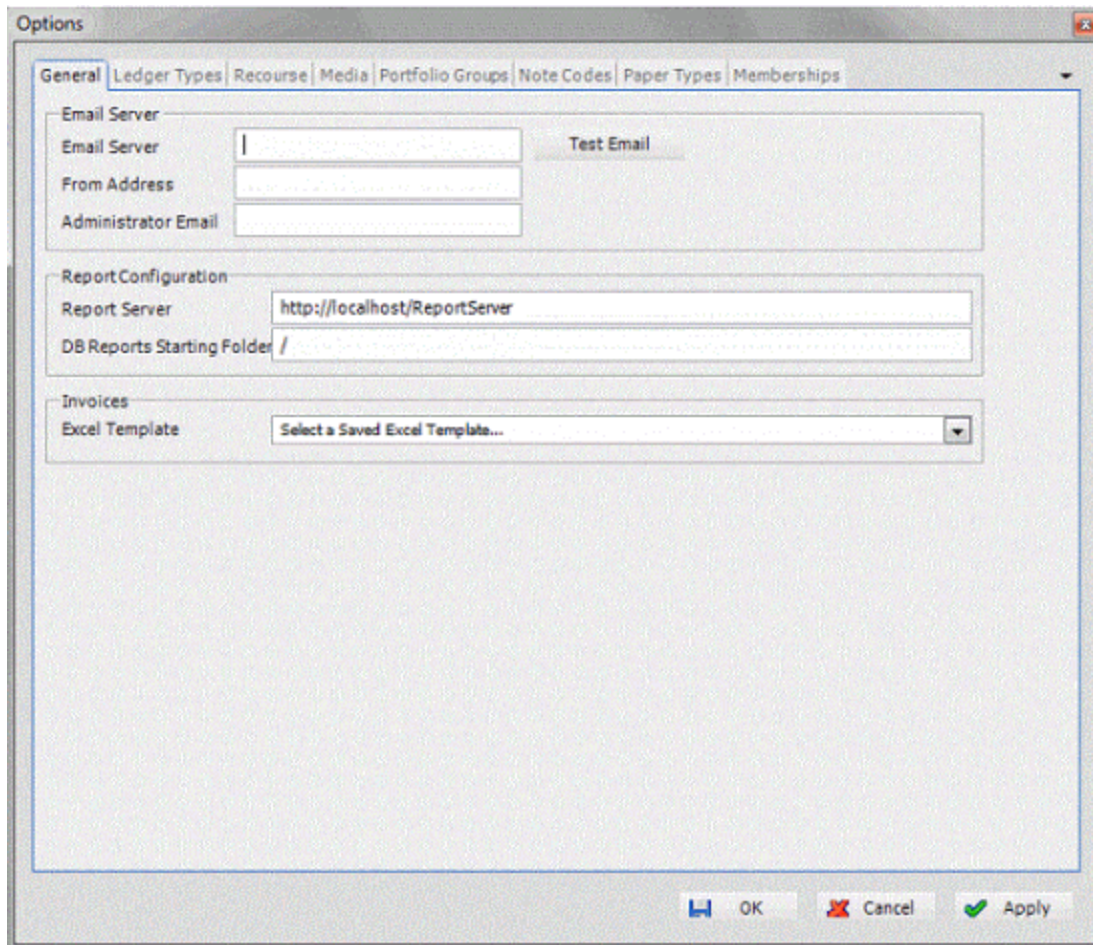 Options
General Ledger Types Recourse Media Portfolio Groups Note Codes Paper Types Memberships
Email Server
Email Server Test Email
From Address
Administrator Email
Report Configuration
Report Server http://localhost/ReportServer
DB Reports Starting Folder /
Invoices
Excel Template Select a Saved Excel Template...
OK Cancel Apply